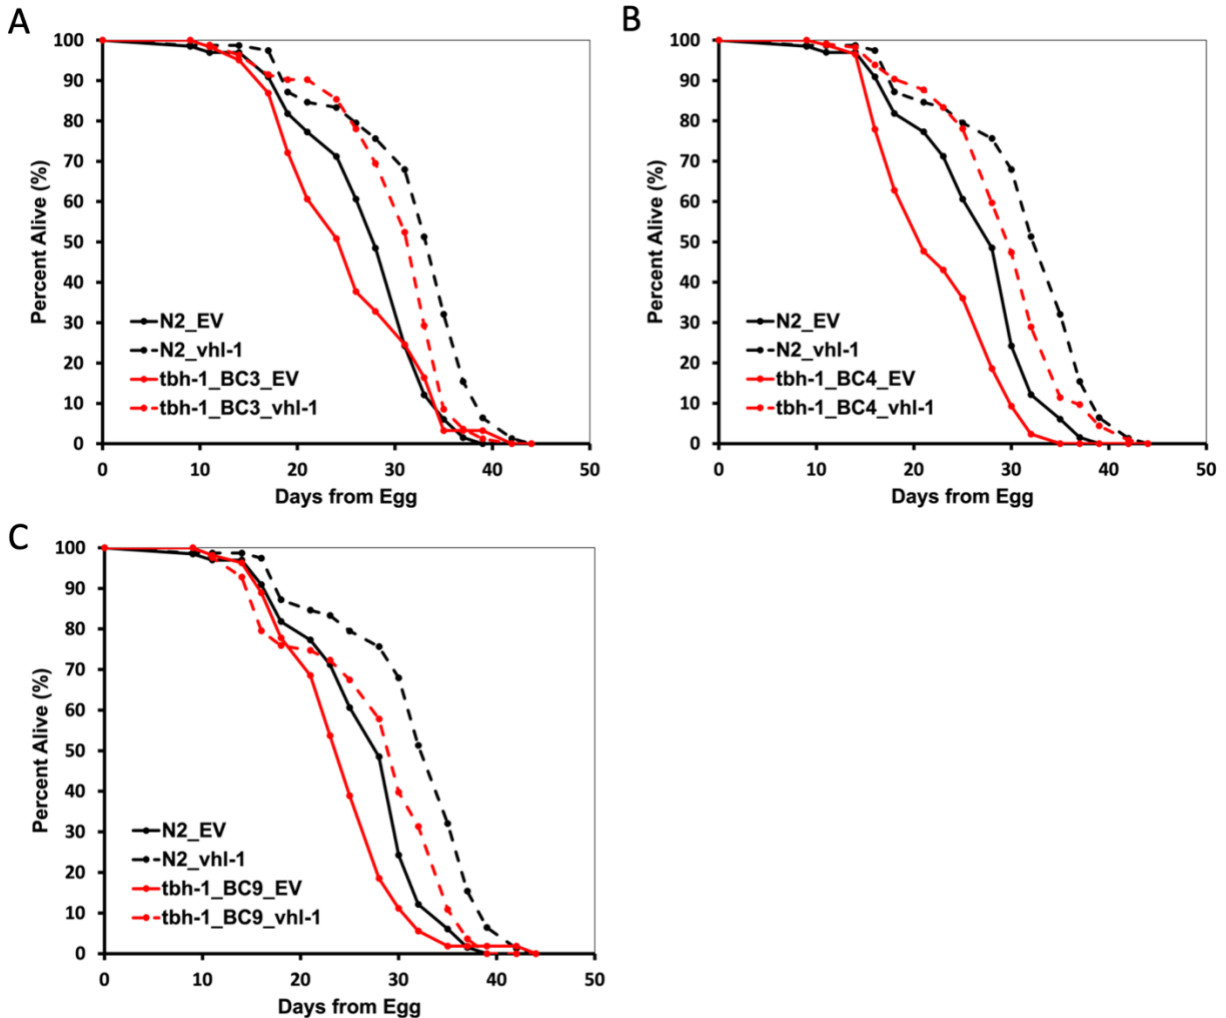 A
100
90
80
70
60
50
40
30
20
10
0
Percent Alive (%)
N2_EV
N2_vhl-1
tbh-1_BC3_EV
tbh-1_BC3_vhl-1
0 10 20 30 40 50
Days from Egg
B
100
90
80
70
60
50
40
30
20
10
0
Percent Alive (%)
N2_EV
N2_vhl-1
tbh-1_BC4_EV
tbh-1_BC4_vhl-1
0 10 20 30 40 50
Days from Egg
C
100
90
80
70
60
50
40
30
20
10
0
Percent Alive (%)
N2_EV
N2_vhl-1
tbh-1_BC9_EV
tbh-1_BC9_vhl-1
0 10 20 30 40 50
Days from Egg